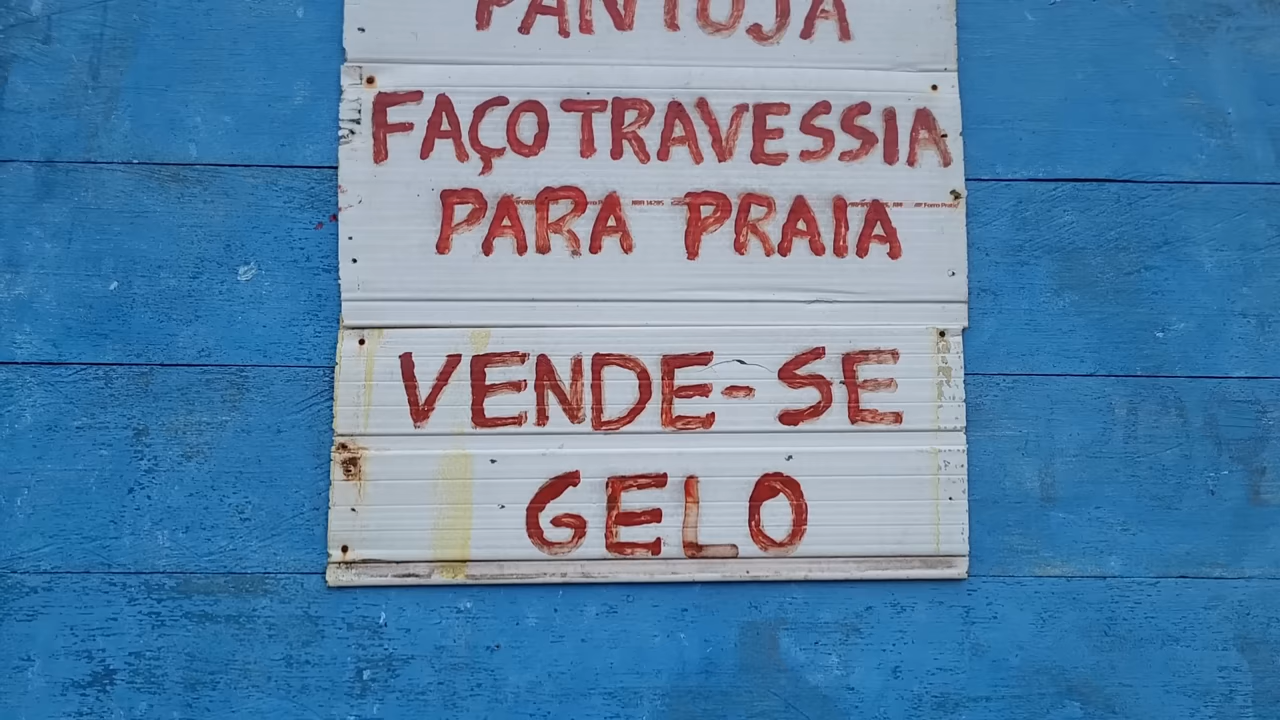 PANTOJA
FAÇO TRAVESSIA
PARA PRAIA
VENDE-SE
GELO